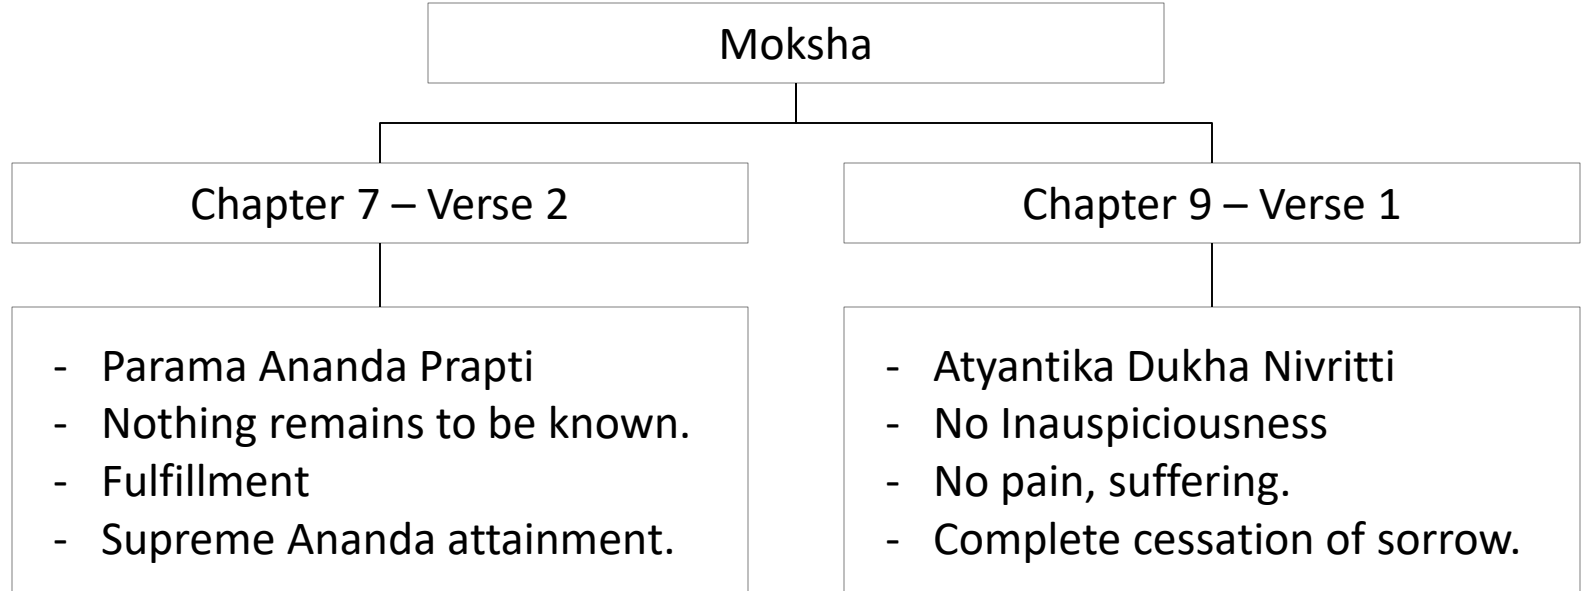 Moksha
Chapter 7 – Verse 2
Chapter 9 – Verse 1
- Parama Ananda Prapti
- Nothing remains to be known.
- Fulfillment
- Supreme Ananda attainment.
- Atyantika Dukha Nivritti
- No Inauspiciousness
- No pain, suffering.
- Complete cessation of sorrow.